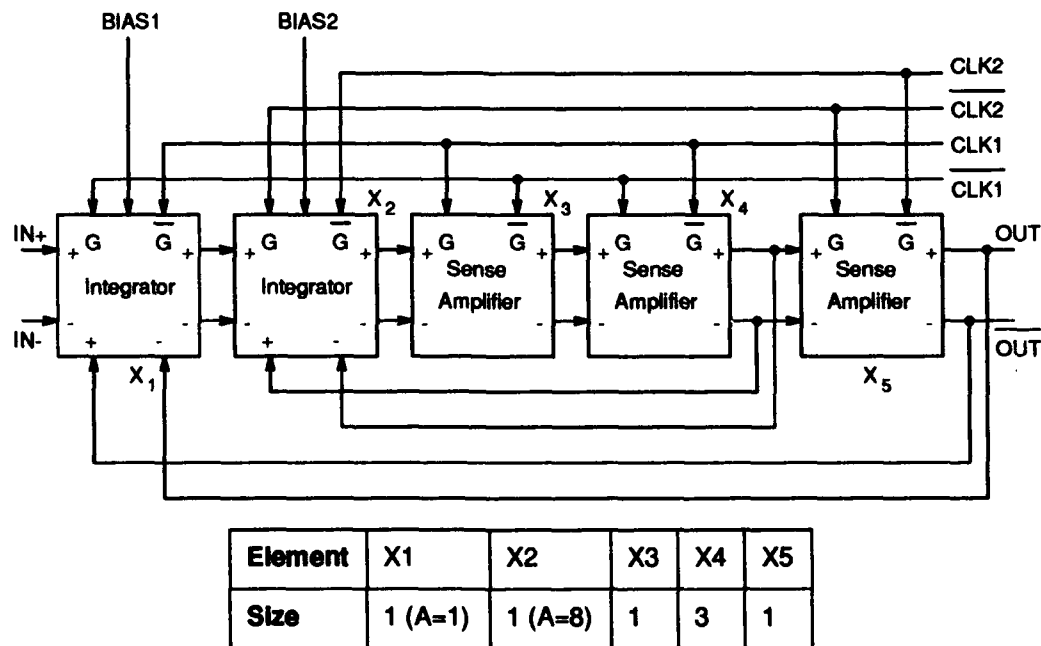 BIAS1 BIAS2
CLK2
CLK2
CLK1
CLK1
IN+
IN-
G G
+ +
Integrator
- -
+ -
X1
G G
+ +
Integrator
- -
+ -
X2
G G
+ +
Sense
Amplifier
- -
X3
G G
+ +
Sense
Amplifier
- -
X4
G G
+ +
Sense
Amplifier
- -
X5
OUT
OUT
Element X1 X2 X3 X4 X5
Size 1 (A=1) 1 (A=8) 1 3 1